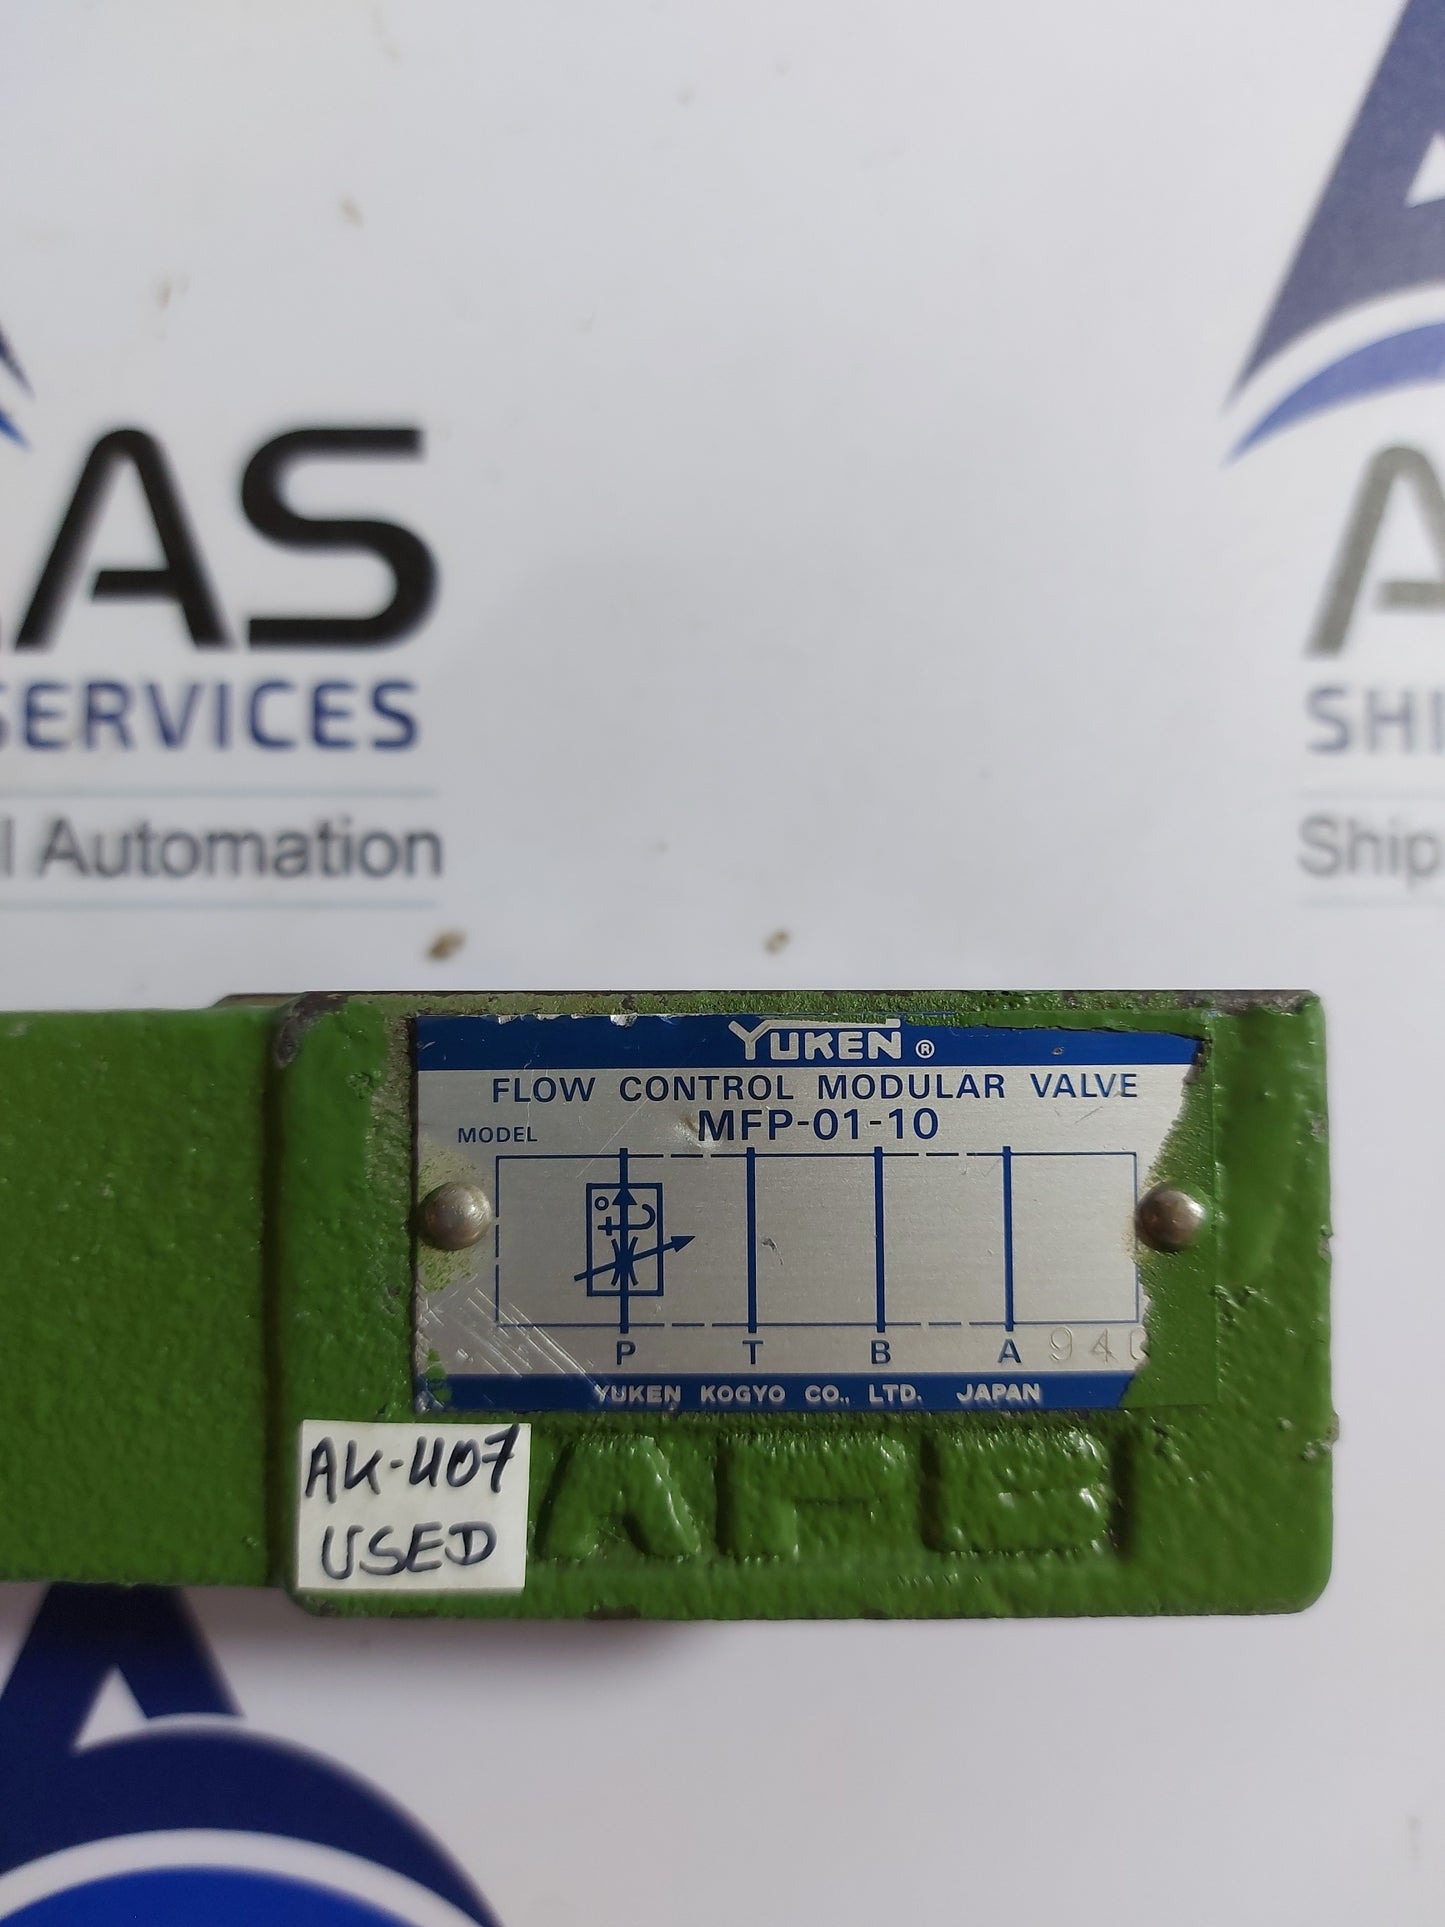 AS
SERVICES
l Automation
SHI
Ship
YUKEN ®
FLOW CONTROL MODULAR VALVE
MODEL MFP-01-10
t°C
P T B A 940
YUKEN KOGYO CO., LTD. JAPAN
AK-407
USED